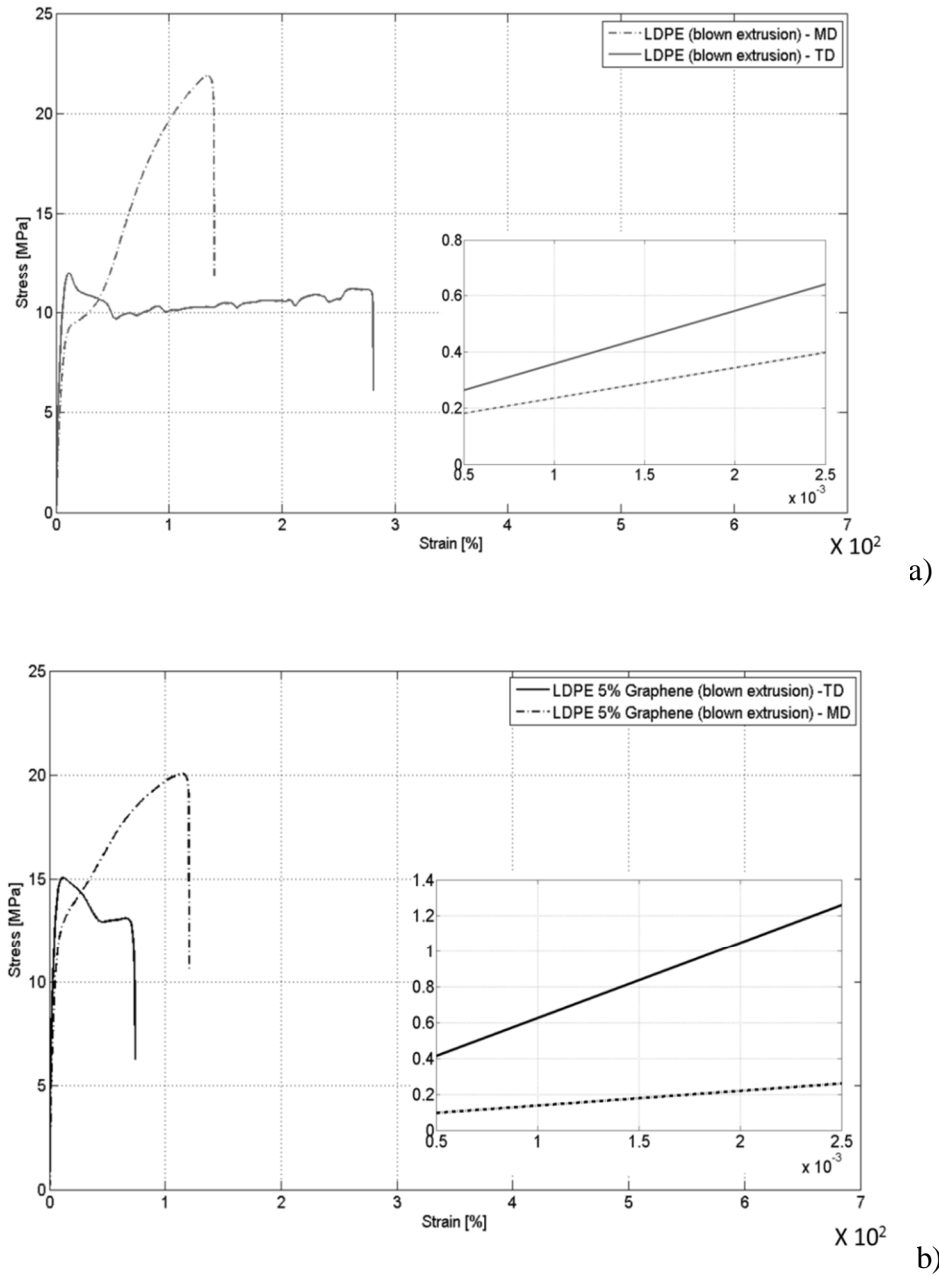 25
LDPE (blown extrusion) - MD
LDPE (blown extrusion) - TD
20
15
Stress [MPa]
0.8
0.6
10
0.4
5
0.2
0
0.5 1 1.5 2 2.5
x 10-3
0
0 1 2 3 4 5 6 7
Strain [%]
X 10²
a)
25
LDPE 5% Graphene (blown extrusion) -TD
LDPE 5% Graphene (blown extrusion) - MD
20
15
Stress [MPa]
1.4
1.2
1
10
0.8
0.6
0.4
5
0.2
0
0.5 1 1.5 2 2.5
x 10-3
0
0 1 2 3 4 5 6 7
Strain [%]
X 10²
b)